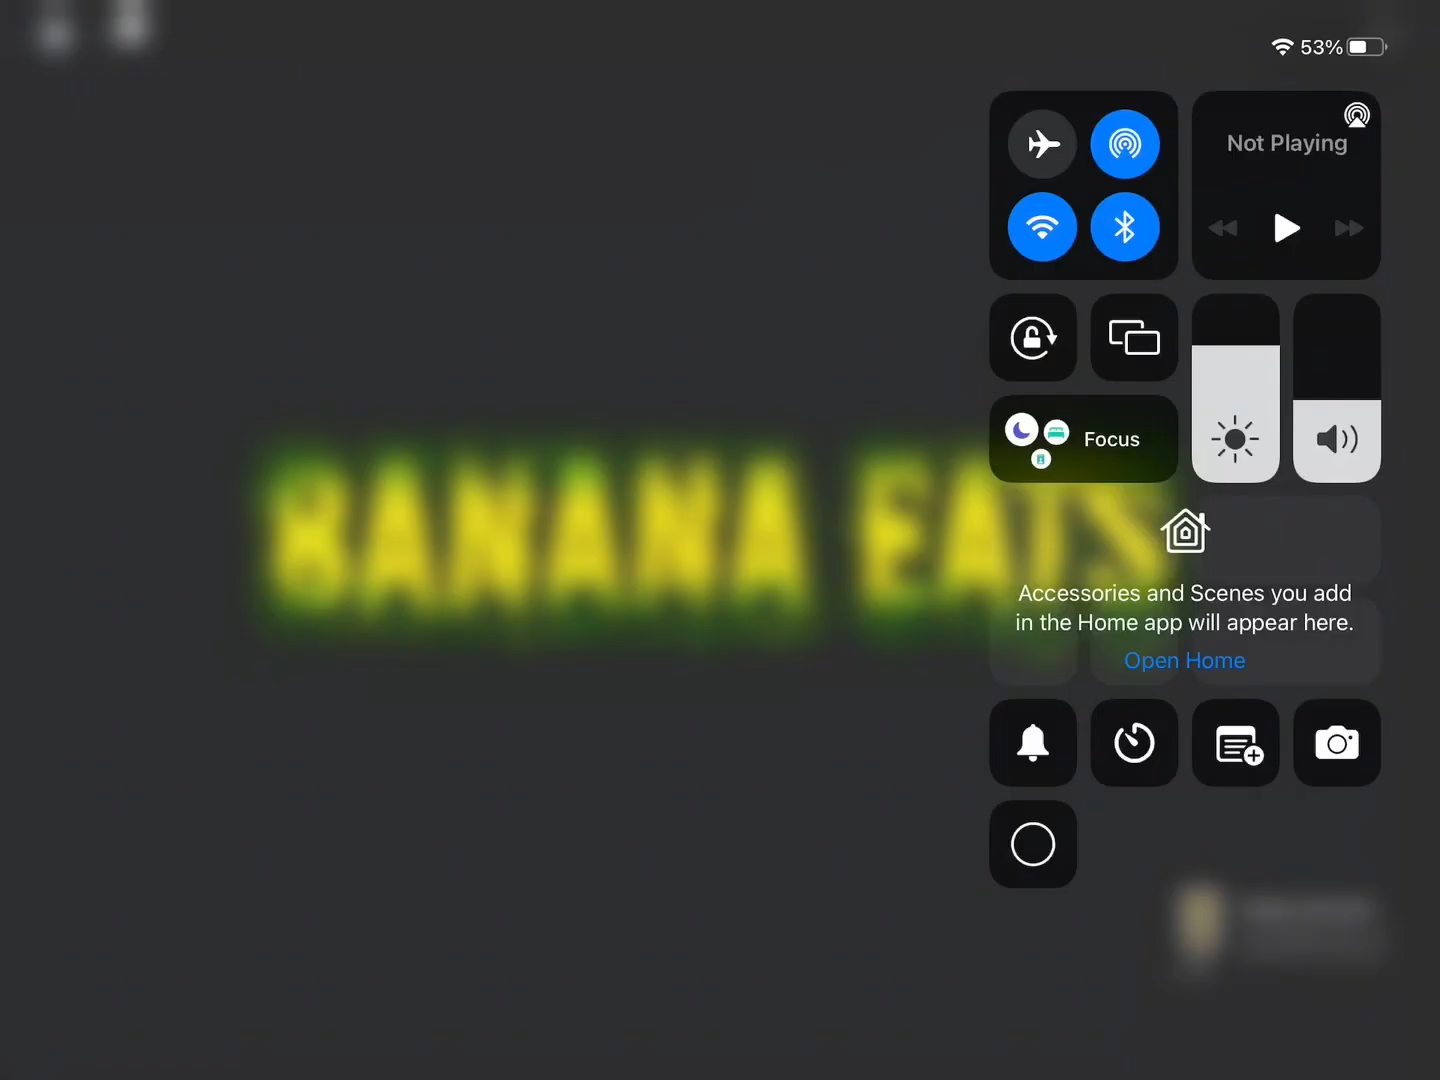 53%
Not Playing
Focus
BANANA EATS
Accessories and Scenes you add
in the Home app will appear here.
Open Home